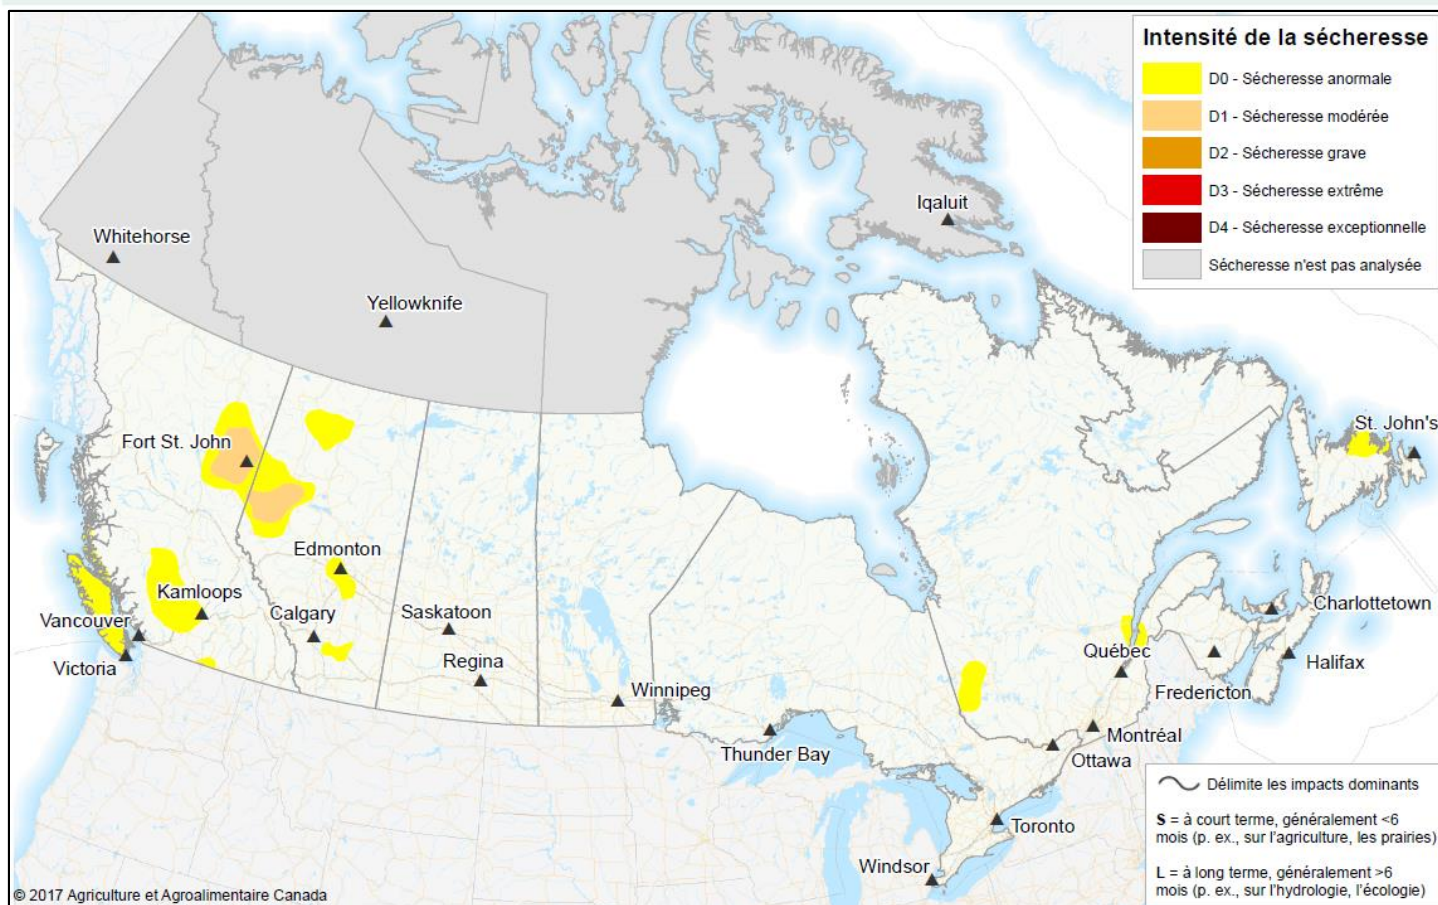 Intensité de la sécheresse
D0 - Sécheresse anormale
D1 - Sécheresse modérée
D2 - Sécheresse grave
D3 - Sécheresse extrême
D4 - Sécheresse exceptionnelle
Sécheresse n'est pas analysée
Iqaluit
Whitehorse
Yellowknife
St. John's
Fort St. John
Edmonton
Kamloops
Calgary
Saskatoon
Vancouver
Charlottetown
Victoria
Regina
Québec
Halifax
Winnipeg
Fredericton
Montréal
Thunder Bay
Ottawa
Toronto
Windsor
Délimite les impacts dominants
S = à court terme, généralement <6
mois (p. ex., sur l'agriculture, les prairies)
L = à long terme, généralement >6
mois (p. ex., sur l'hydrologie, l'écologie)
© 2017 Agriculture et Agroalimentaire Canada